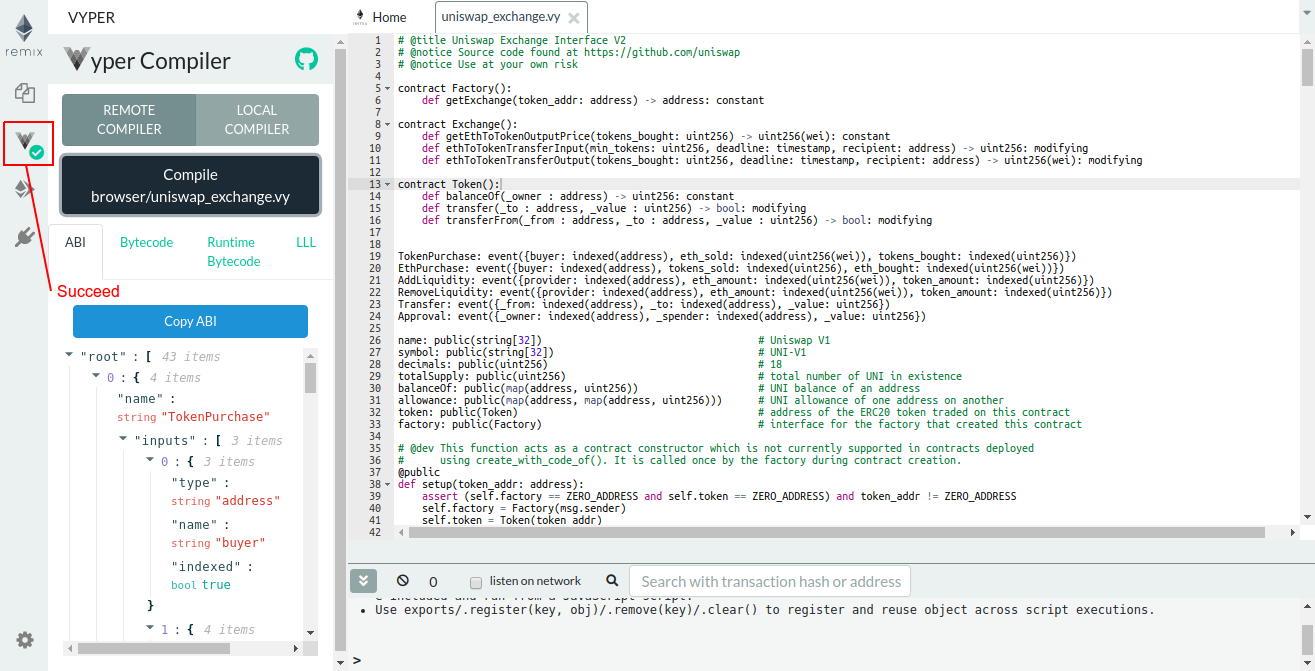 remix
VYPER
Vyper Compiler
REMOTE
COMPILER
LOCAL
COMPILER
Compile
browser/uniswap_exchange.vy
ABI
Bytecode
Runtime
Bytecode
LLL
Succeed
Copy ABI
"root" : [ 43 items
0 : { 4 items
"name" :
string "TokenPurchase"
"inputs" : [ 3 items
0 : { 3 items
"type" :
string "address"
"name" :
string "buyer"
"indexed" :
bool true
}
1 : { 4 items
remix
Home
uniswap_exchange.vy
1 # @title Uniswap Exchange Interface V2
2 # @notice Source code found at https://github.com/uniswap
3 # @notice Use at your own risk
4
5 contract Factory():
6 def getExchange(token_addr: address) -> address: constant
7
8 contract Exchange():
9 def getEthToTokenOutputPrice(tokens_bought: uint256) -> uint256(wei): constant
10 def ethToTokenTransferInput(min_tokens: uint256, deadline: timestamp, recipient: address) -> uint256: modifying
11 def ethToTokenTransferOutput(tokens_bought: uint256, deadline: timestamp, recipient: address) -> uint256(wei): modifying
12
13 contract Token():
14 def balanceOf(_owner : address) -> uint256: constant
15 def transfer(_to : address, _value : uint256) -> bool: modifying
16 def transferFrom(_from : address, _to : address, _value : uint256) -> bool: modifying
17
18
19 TokenPurchase: event({buyer: indexed(address), eth_sold: indexed(uint256(wei)), tokens_bought: indexed(uint256)})
20 EthPurchase: event({buyer: indexed(address), tokens_sold: indexed(uint256), eth_bought: indexed(uint256(wei))})
21 AddLiquidity: event({provider: indexed(address), eth_amount: indexed(uint256(wei)), token_amount: indexed(uint256)})
22 RemoveLiquidity: event({provider: indexed(address), eth_amount: indexed(uint256(wei)), token_amount: indexed(uint256)})
23 Transfer: event({_from: indexed(address), _to: indexed(address), _value: uint256})
24 Approval: event({_owner: indexed(address), _spender: indexed(address), _value: uint256})
25
26 name: public(string[32]) # Uniswap V1
27 symbol: public(string[32]) # UNI-V1
28 decimals: public(uint256) # 18
29 totalSupply: public(uint256) # total number of UNI in existence
30 balanceOf: public(map(address, uint256)) # UNI balance of an address
31 allowance: public(map(address, map(address, uint256))) # UNI allowance of one address on another
32 token: public(Token) # address of the ERC20 token traded on this contract
33 factory: public(Factory) # interface for the factory that created this contract
34
35 # @dev This function acts as a contract constructor which is not currently supported in contracts deployed
36 # using create_with_code_of(). It is called once by the factory during contract creation.
37 @public
38 def setup(token_addr: address):
39 assert (self.factory == ZERO_ADDRESS and self.token == ZERO_ADDRESS) and token_addr != ZERO_ADDRESS
40 self.factory = Factory(msg.sender)
41 self.token = Token(token_addr)
42
0
listen on network
Search with transaction hash or address
e included and run from a JavaScript script.
• Use exports/.register(key, obj)/.remove(key)/.clear() to register and reuse object across script executions.
>